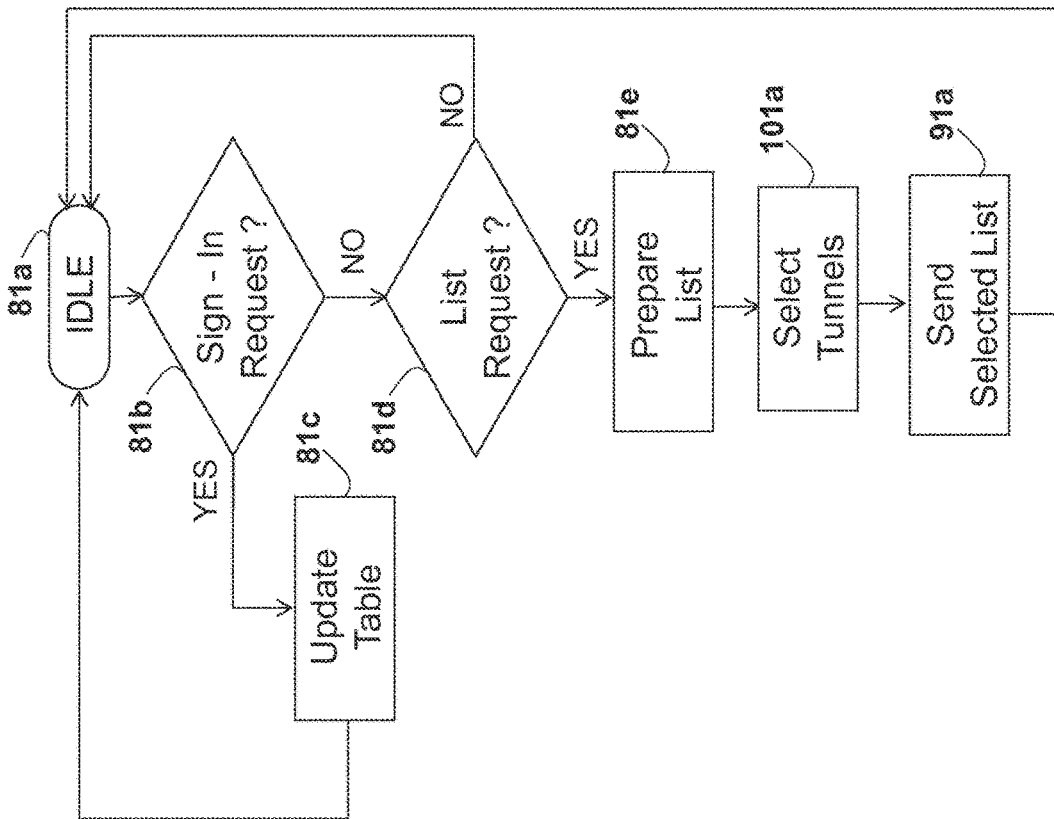 81a
IDLE
81b
Sign - In
Request ?
YES
NO
81c
Update
Table
81d
List
Request ?
NO
YES
81e
Prepare
List
101a
Select
Tunnels
91a
Send
Selected List